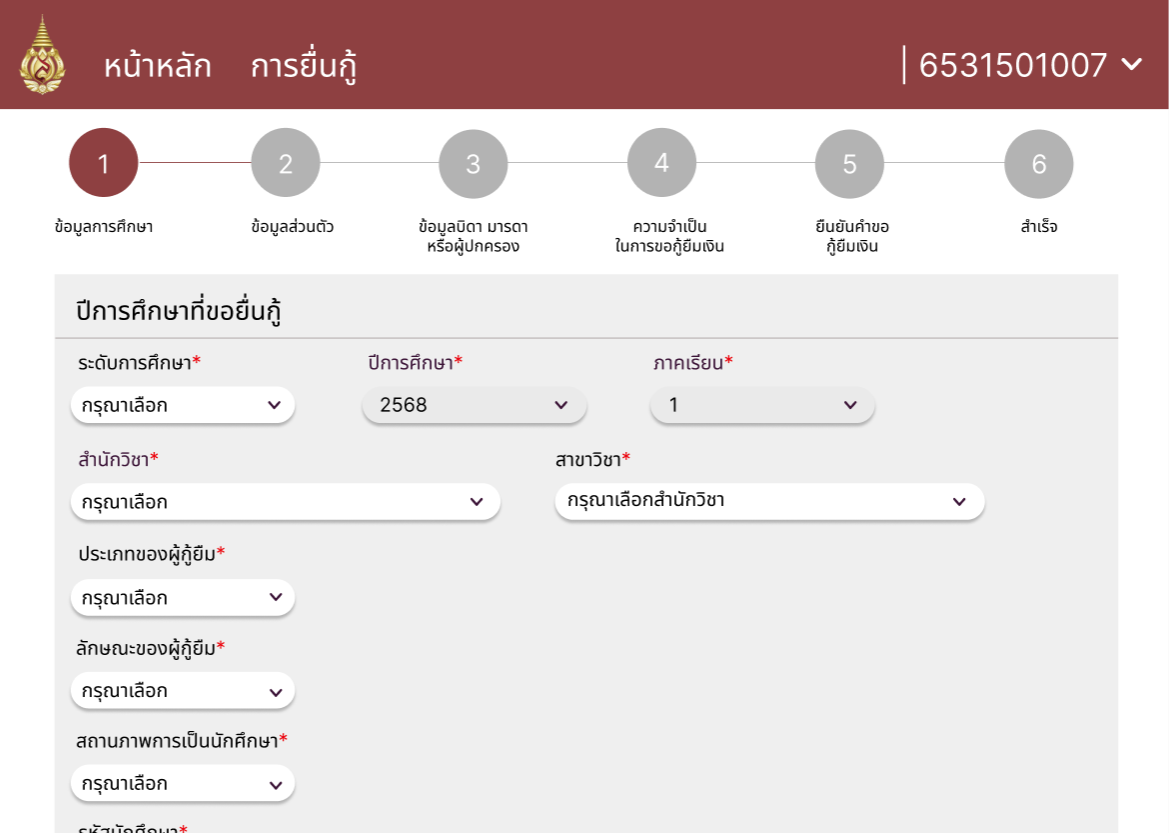 หน้าหลัก การยื่นกู้ 6531501007
1 2 3 4 5 6
ข้อมูลการศึกษา ข้อมูลส่วนตัว ข้อมูลบิดา มารดา ความจำเป็น ยืนยันคำขอ สำเร็จ
หรือผู้ปกครอง ในการขอกู้ยืมเงิน กู้ยืมเงิน
ปีการศึกษาที่ขอยื่นกู้
ระดับการศึกษา* ปีการศึกษา* ภาคเรียน*
กรุณาเลือก 2568 1
สำนักวิชา* สาขาวิชา*
กรุณาเลือก กรุณาเลือกสำนักวิชา
ประเภทของผู้กู้ยืม*
กรุณาเลือก
ลักษณะของผู้กู้ยืม*
กรุณาเลือก
สถานภาพการเป็นนักศึกษา*
กรุณาเลือก
รหัสนักศึกษา*